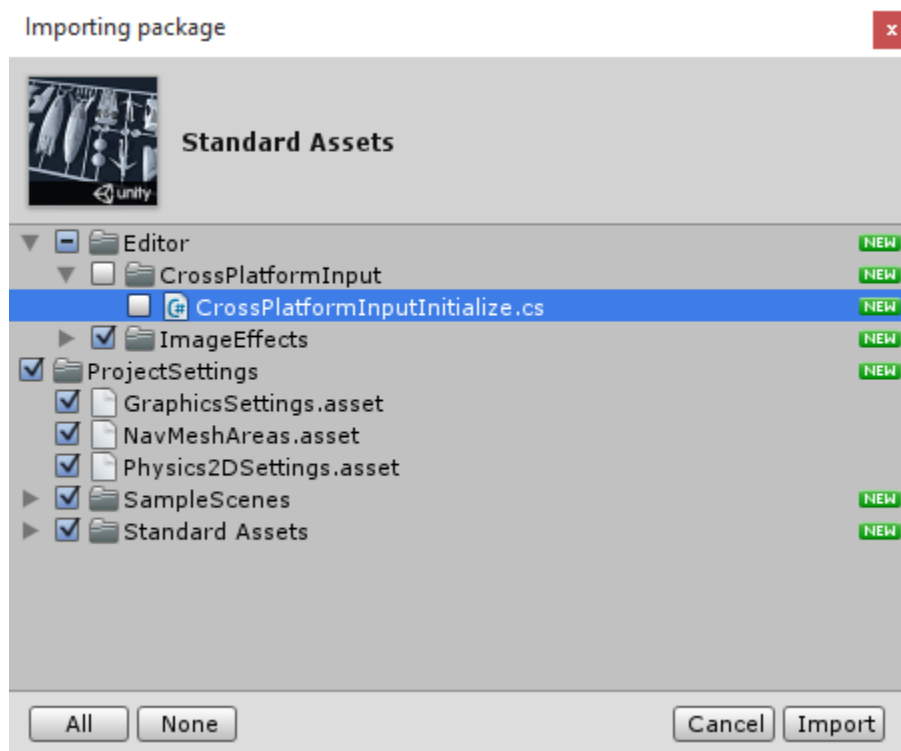 Importing package
x
unity
Standard Assets
Editor NEW
CrossPlatformInput NEW
CrossPlatformInputInitialize.cs NEW
ImageEffects NEW
ProjectSettings NEW
GraphicsSettings.asset
NavMeshAreas.asset
Physics2DSettings.asset
SampleScenes NEW
Standard Assets NEW
All None Cancel Import